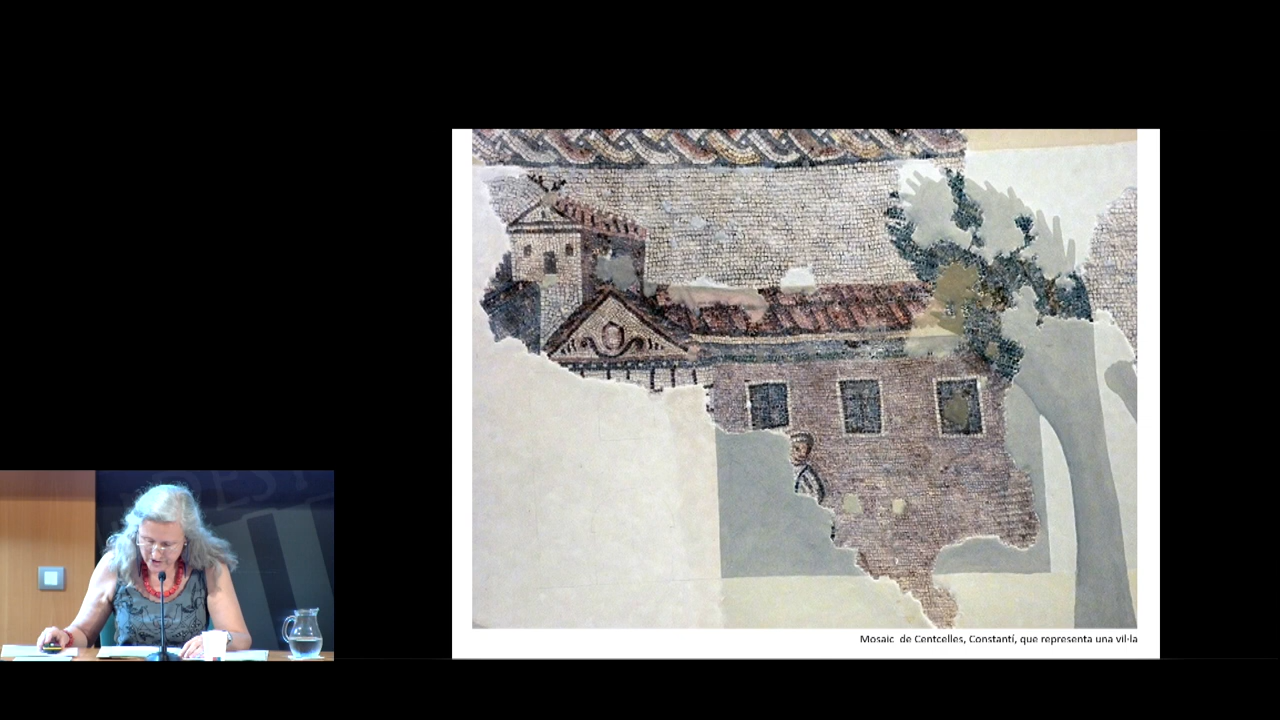 Mosaic de Centcelles, Constantí, que representa una vil·la